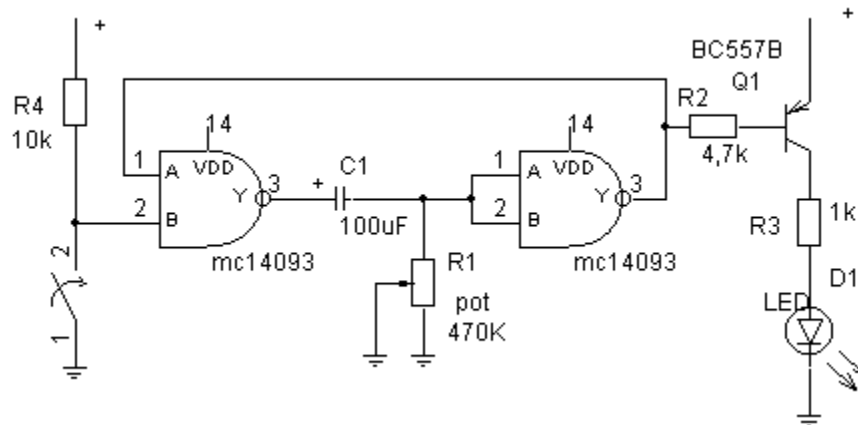 +
+
BC557B
Q1
R4
10k
14
14
R2
4,7k
1
A
VDD
Y
3
2
B
mc14093
+
C1
100uF
1
A
VDD
Y
3
2
B
mc14093
2
1
R1
pot
470K
R3
1k
D1
LED